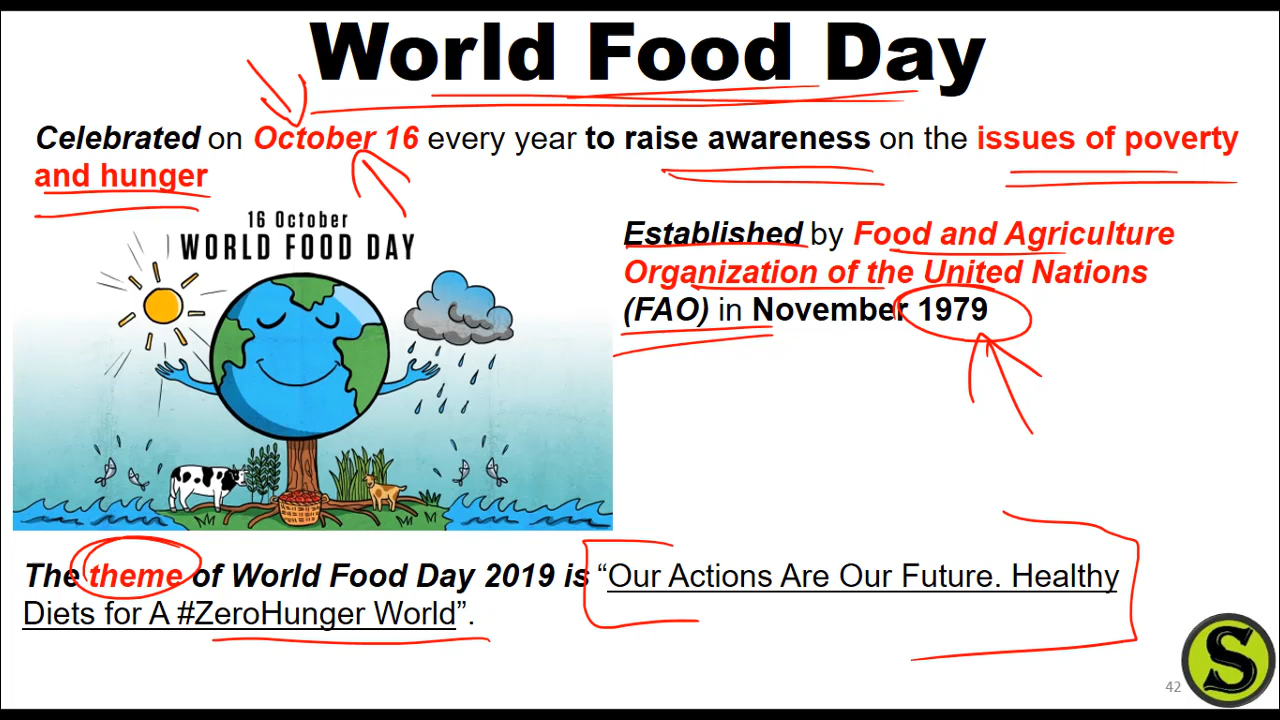 World Food Day
Celebrated on October 16 every year to raise awareness on the issues of poverty
and hunger
16 October
WORLD FOOD DAY
Established by Food and Agriculture
Organization of the United Nations
(FAO) in November 1979
The theme of World Food Day 2019 is “Our Actions Are Our Future. Healthy
Diets for A #ZeroHunger World”.
S
42